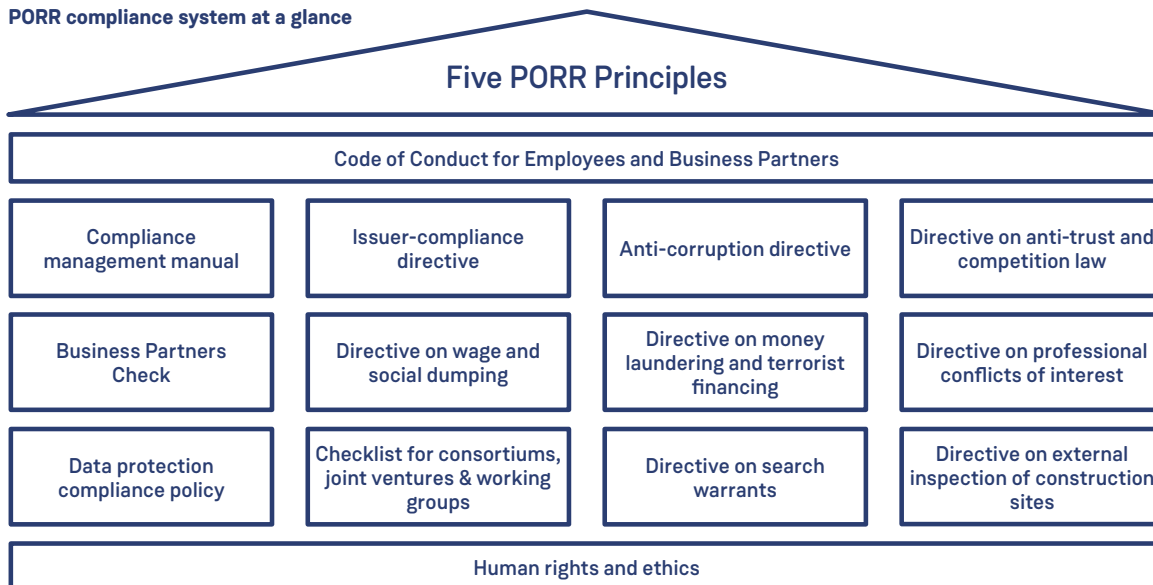 PORR compliance system at a glance
Five PORR Principles
Code of Conduct for Employees and Business Partners
Compliance
management manual
Issuer-compliance
directive
Anti-corruption directive
Directive on anti-trust and
competition law
Business Partners
Check
Directive on wage and
social dumping
Directive on money
laundering and terrorist
financing
Directive on professional
conflicts of interest
Data protection
compliance policy
Checklist for consortiums,
joint ventures & working
groups
Directive on search
warrants
Directive on external
inspection of construction
sites
Human rights and ethics